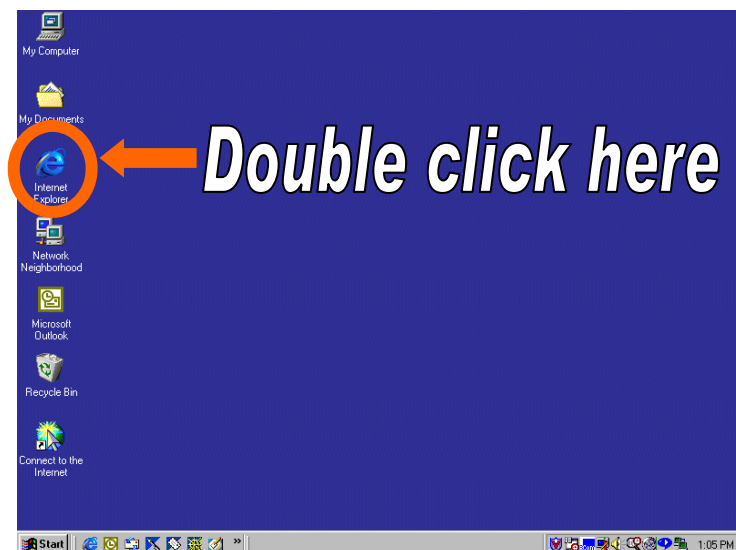 My Computer
My Documents
Double click here
Internet
Explorer
Network
Neighborhood
Microsoft
Outlook
Recycle Bin
Connect to the
Internet
Start
»
1:05 PM